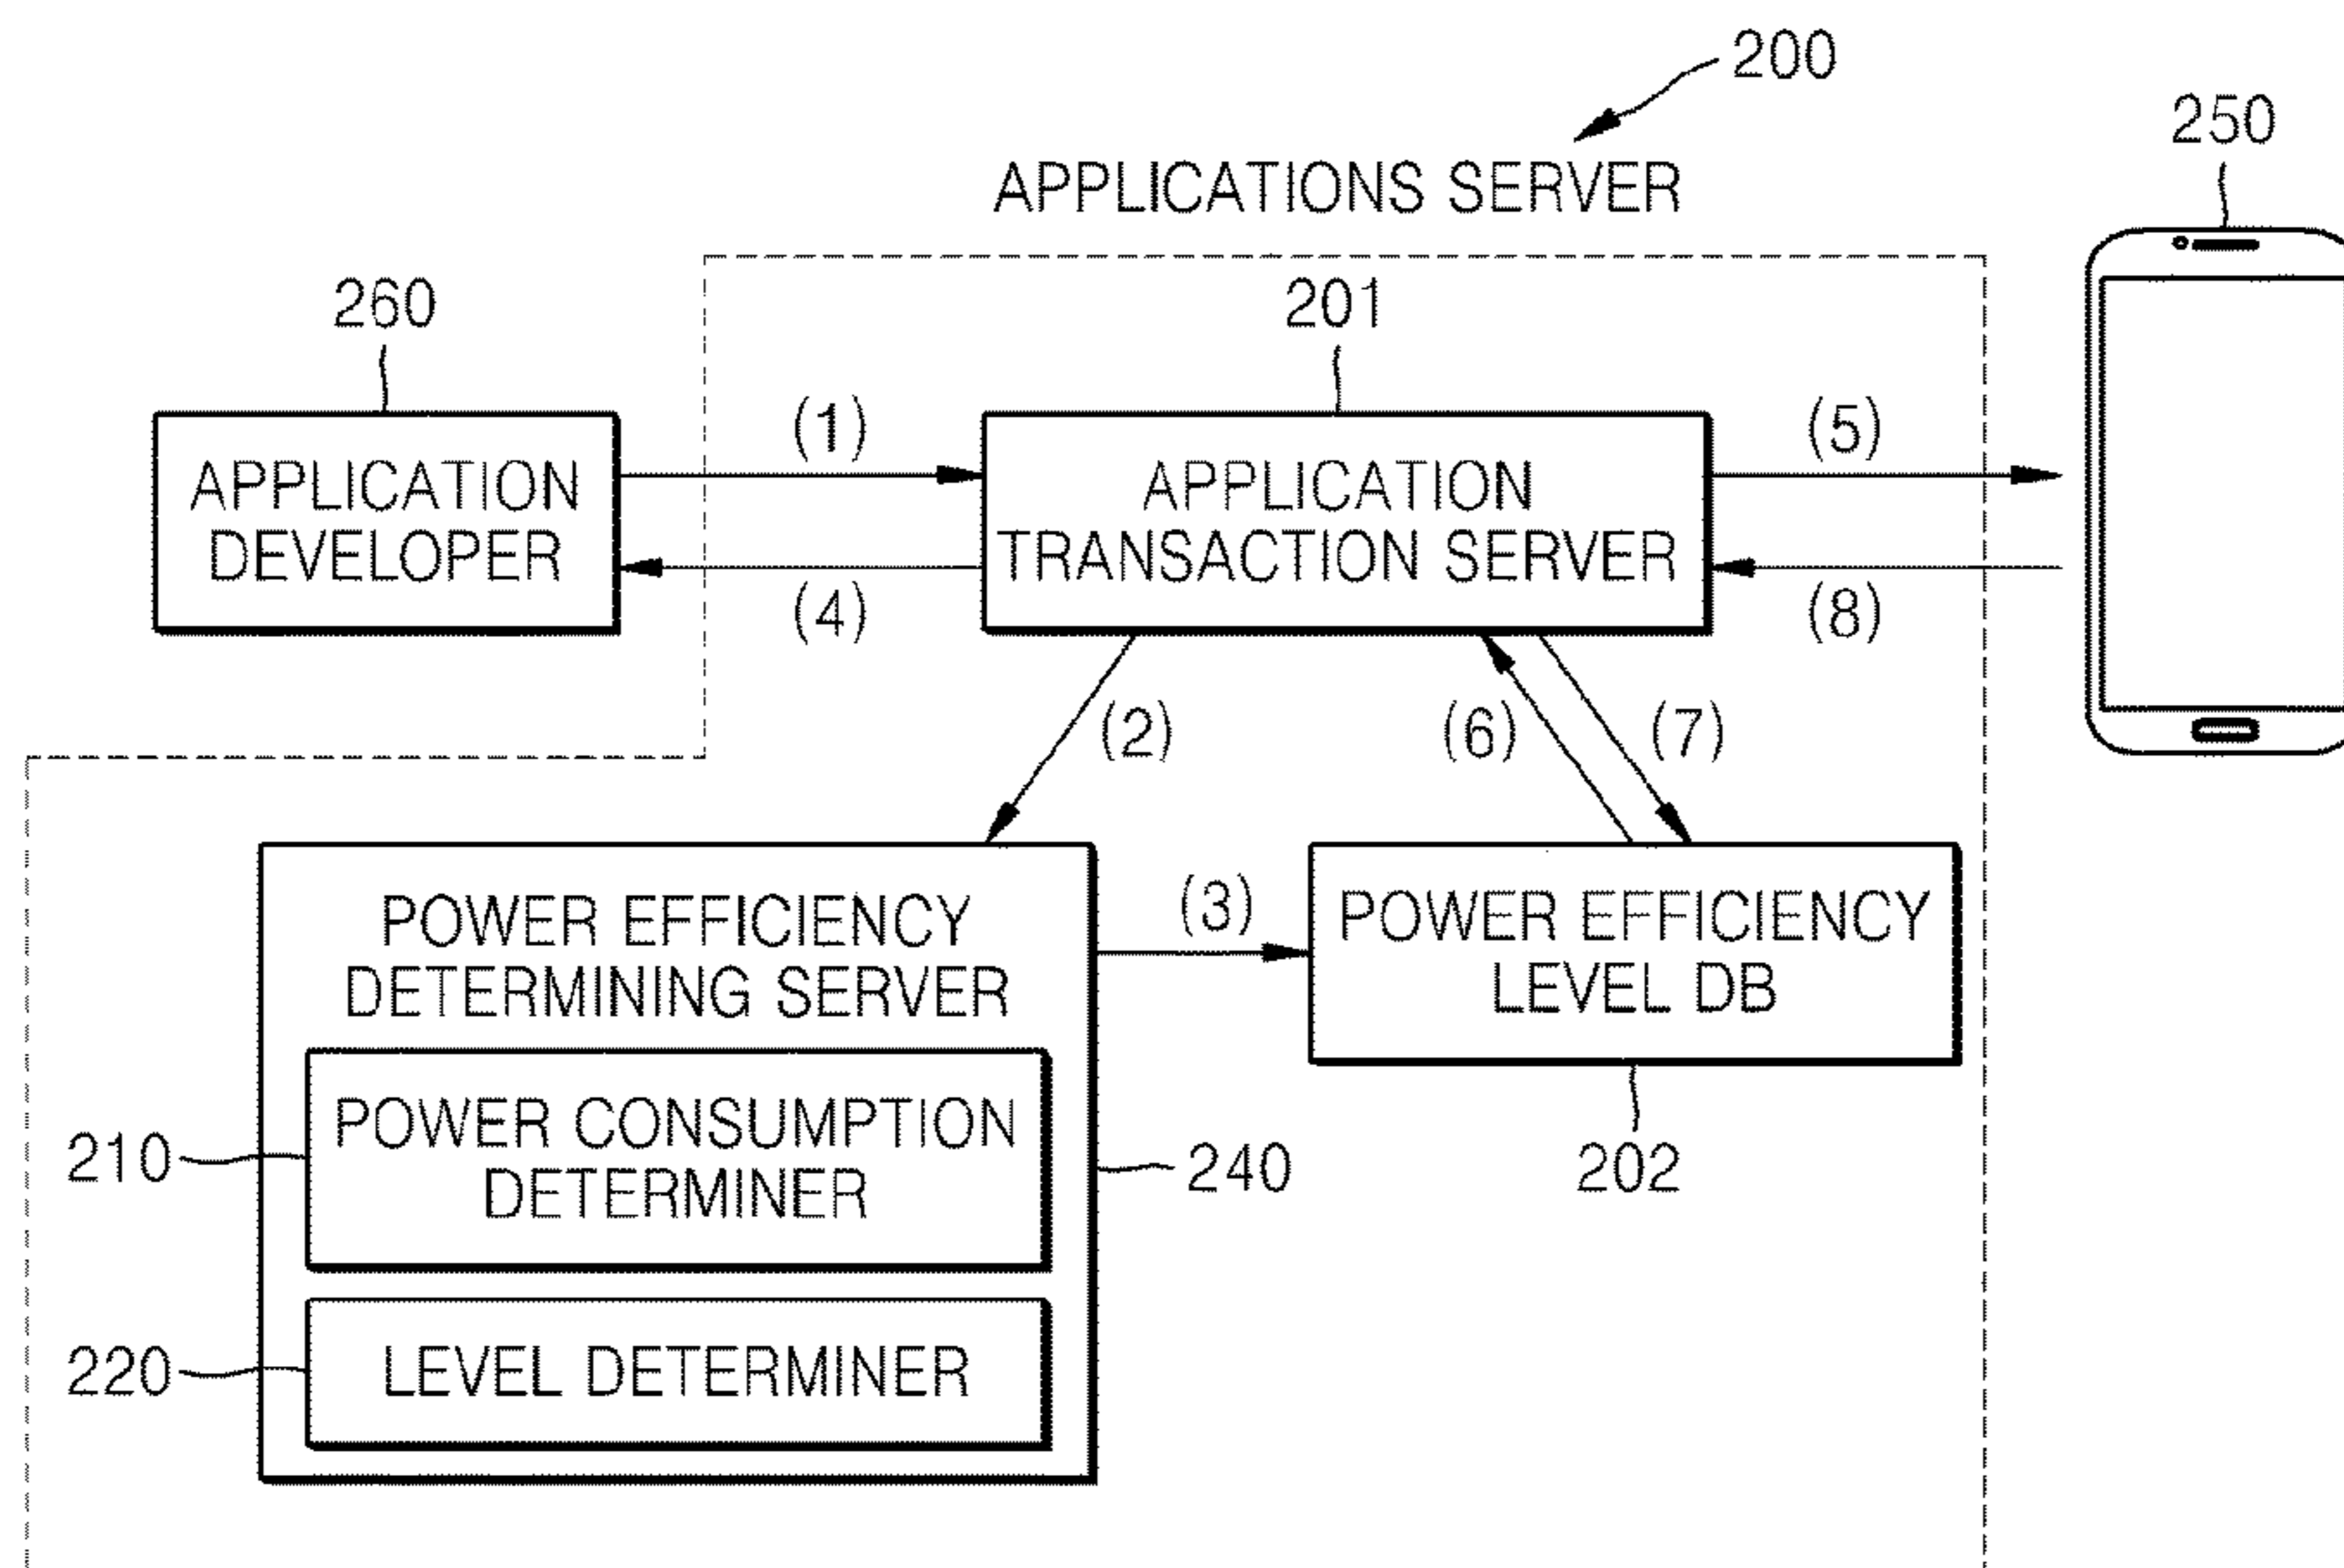 200
250
APPLICATIONS SERVER
260
201
(1)
(5)
APPLICATION
DEVELOPER
APPLICATION
TRANSACTION SERVER
(4)
(8)
(2)
(6)
(7)
POWER EFFICIENCY
DETERMINING SERVER
(3)
POWER EFFICIENCY
LEVEL DB
210
POWER CONSUMPTION
DETERMINER
240
202
220
LEVEL DETERMINER